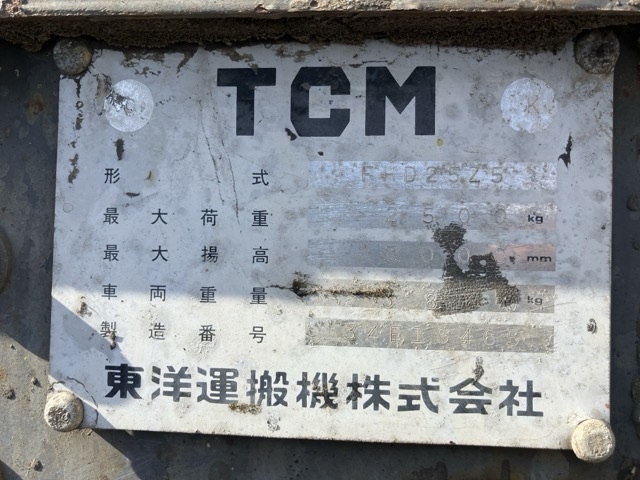 TCM
K
形式 FHD25Z5
最大荷重 2500 kg
最大揚高 mm
車両重量 kg
製造番号
東洋運搬機株式会社